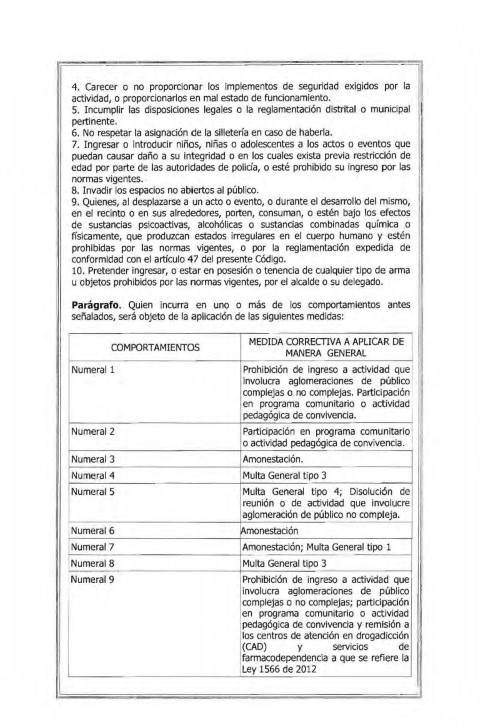 4. Carecer o no proporcionar los implementos de seguridad exigidos por la
actividad, o proporcionarlos en mal estado de funcionamiento.
5. Incumplir las disposiciones legales o la reglamentación distrital o municipal
pertinente.
6. No respetar la asignación de la silletería en caso de haberla.
7. Ingresar o introducir niños, niñas o adolescentes a los actos o eventos que
puedan causar daño a su integridad o en los cuales exista previa restricción de
edad por parte de las autoridades de policía, o esté prohibido su ingreso por las
normas vigentes.
8. Invadir los espacios no abiertos al público.
9. Quienes, al desplazarse a un acto o evento, o durante el desarrollo del mismo,
en el recinto o en sus alrededores, porten, consuman, o estén bajo los efectos
de sustancias psicoactivas, alcohólicas o sustancias combinadas química o
físicamente, que produzcan estados irregulares en el cuerpo humano y estén
prohibidas por las normas vigentes, o por la reglamentación expedida de
conformidad con el artículo 47 del presente Código.
10. Pretender ingresar, o estar en posesión o tenencia de cualquier tipo de arma
u objetos prohibidos por las normas vigentes, por el alcalde o su delegado.
Parágrafo. Quien incurra en uno o más de los comportamientos antes
señalados, será objeto de la aplicación de las siguientes medidas:
COMPORTAMIENTOS
MEDIDA CORRECTIVA A APLICAR DE
MANERA GENERAL
Numeral 1
Prohibición de ingreso a actividad que
involucra aglomeraciones de público
complejas o no complejas. Participación
en programa comunitario o actividad
pedagógica de convivencia.
Numeral 2
Participación en programa comunitario
o actividad pedagógica de convivencia.
Numeral 3
Amonestación.
Numeral 4
Multa General tipo 3
Numeral 5
Multa General tipo 4; Disolución de
reunión o de actividad que involucre
aglomeración de público no compleja.
Numeral 6
Amonestación
Numeral 7
Amonestación; Multa General tipo 1
Numeral 8
Multa General tipo 3
Numeral 9
Prohibición de ingreso a actividad que
involucra aglomeraciones de público
complejas o no complejas; participación
en programa comunitario o actividad
pedagógica de convivencia y remisión a
los centros de atención en drogadicción
(CAD) y servicios de
farmacodependencia a que se refiere la
Ley 1566 de 2012